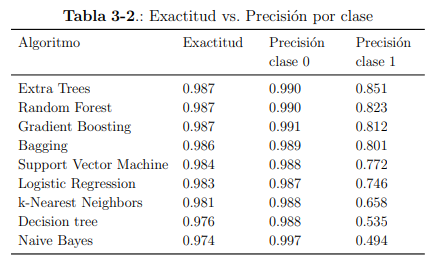 Tabla 3-2.: Exactitud vs. Precisión por clase
Algoritmo Exactitud Precisión Precisión
clase 0 clase 1
Extra Trees 0.987 0.990 0.851
Random Forest 0.987 0.990 0.823
Gradient Boosting 0.987 0.991 0.812
Bagging 0.986 0.989 0.801
Support Vector Machine 0.984 0.988 0.772
Logistic Regression 0.983 0.987 0.746
k-Nearest Neighbors 0.981 0.988 0.658
Decision tree 0.976 0.988 0.535
Naive Bayes 0.974 0.997 0.494